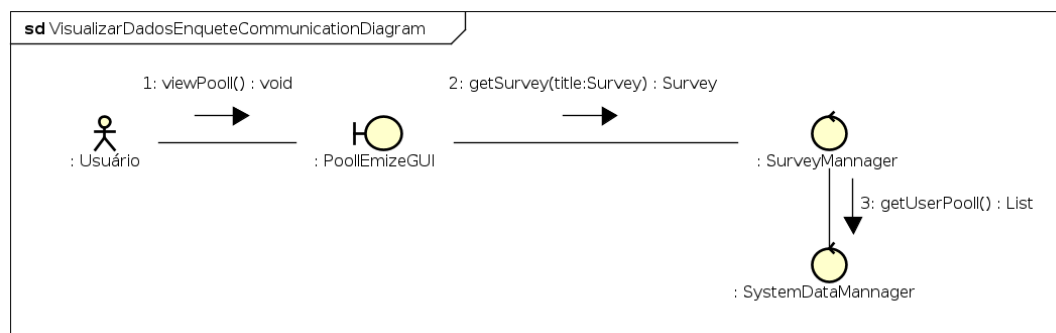 sd VisualizarDadosEnqueteCommunicationDiagram
1: viewPooll() : void
2: getSurvey(title:Survey) : Survey
: Usuário
: PoollEmizeGUI
: SurveyMannager
3: getUserPooll() : List
: SystemDataMannager